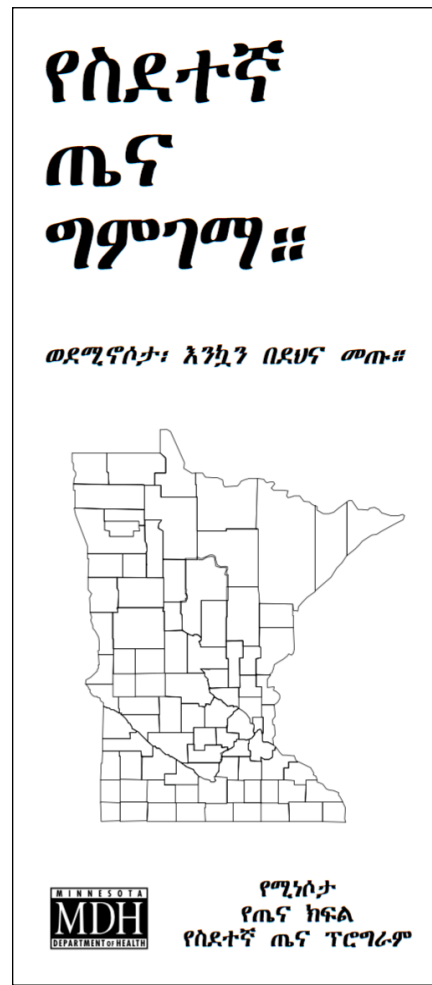 የስደተኛ
ጤና
ግምገማ።
ወደሚኖሶታ፡ እንኳን በደህና መጡ።
MINNESOTA
MDH
DEPARTMENT OF HEALTH
የሚነሶታ
የጤና ክፍል
የስደተኛ ጤና ፕሮግራም